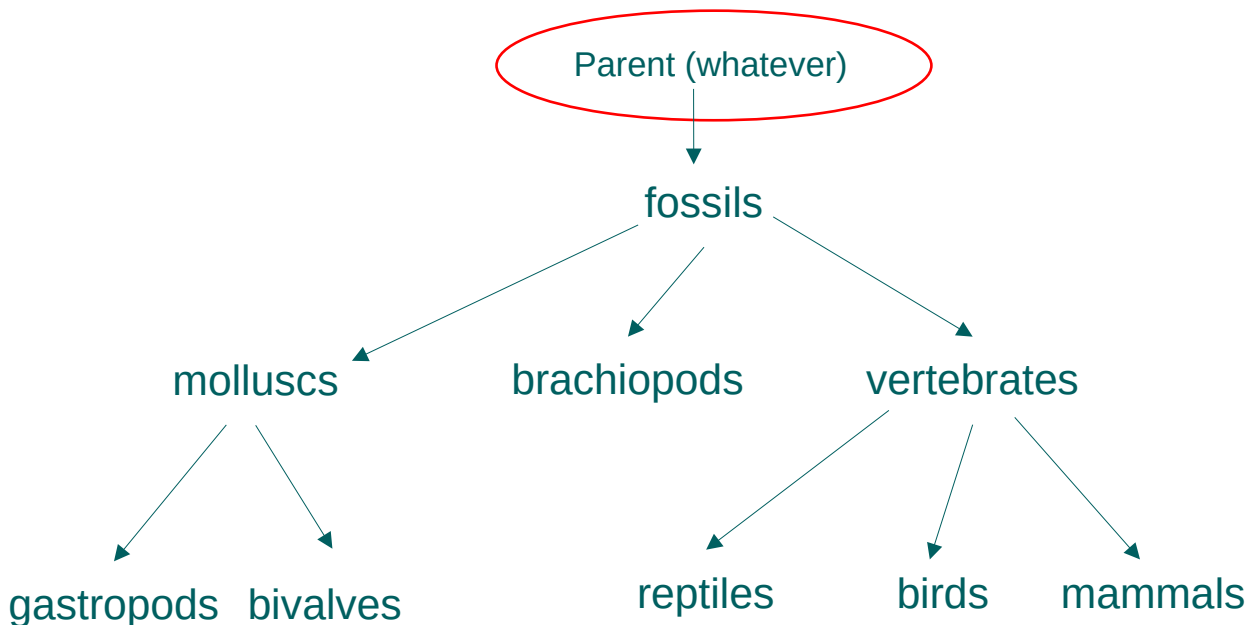 Parent (whatever)
fossils
molluscs
brachiopods
vertebrates
gastropods
bivalves
reptiles
birds
mammals